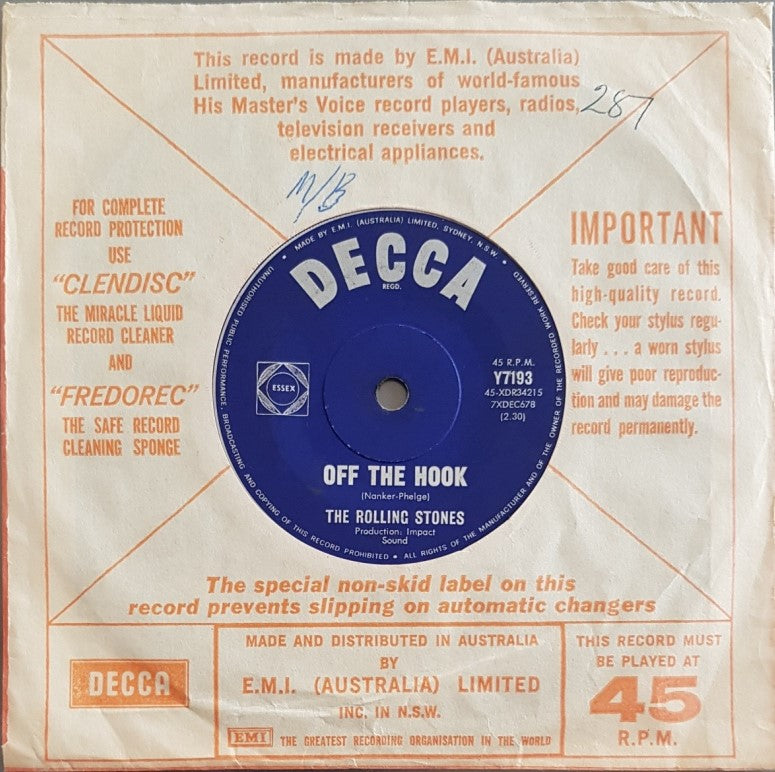 This record is made by E.M.I. (Australia)
Limited, manufacturers of world-famous
His Master's Voice record players, radios,
television receivers and
electrical appliances.
287
M/B
FOR COMPLETE
RECORD PROTECTION
USE
"CLENDISC"
THE MIRACLE LIQUID
RECORD CLEANER
AND
"FREDOREC"
THE SAFE RECORD
CLEANING SPONGE
• MADE BY E.M.I. (AUSTRALIA) LIMITED, SYDNEY, N.S.W. •
UNAUTHORISED PUBLIC PERFORMANCE, BROADCASTING AND COPYING OF THIS RECORD PROHIBITED • ALL RIGHTS OF THE MANUFACTURER AND OF THE OWNER OF THE RECORDED WORK RESERVED
DECCA
REGD.
ESSEX
45 R.P.M.
Y7193
45-XDR34215
7XDEC678
(2.30)
OFF THE HOOK
(Nanker-Phelge)
THE ROLLING STONES
Production: Impact
Sound
IMPORTANT
Take good care of this
high-quality record.
Check your stylus regu-
larly . . . a worn stylus
will give poor reproduc-
tion and may damage the
record permanently.
The special non-skid label on this
record prevents slipping on automatic changers
DECCA
MADE AND DISTRIBUTED IN AUSTRALIA
BY
E.M.I. (AUSTRALIA) LIMITED
INC. IN N.S.W.
EMI THE GREATEST RECORDING ORGANISATION IN THE WORLD
THIS RECORD MUST
BE PLAYED AT
45
R.P.M.